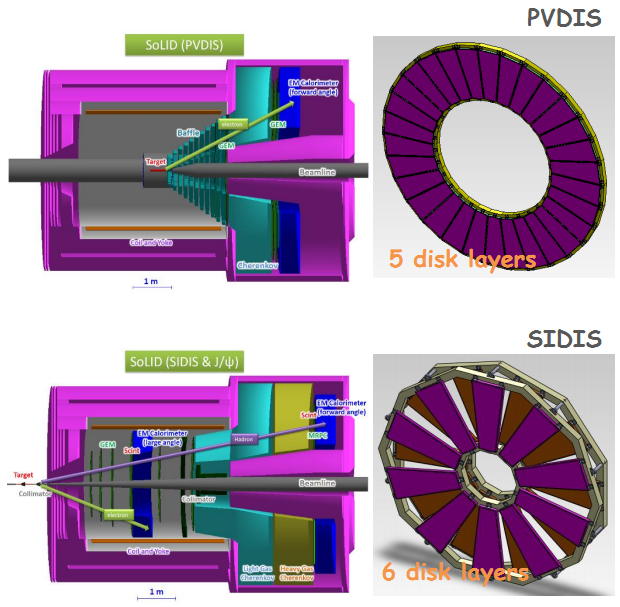 PVDIS
SoLID (PVDIS)
EM Calorimeter
(forward angle)
electron
GEM
Baffle
GEM
Target
Beamline
Cherenkov
Coil and Yoke
1 m
5 disk layers
SIDIS
SoLID (SIDIS & J/ψ)
EM Calorimeter
(forward angle)
EM Calorimeter
(large angle)
Scint
GEM
Scint
Hadron
MRPC
Target
Collimator
Beamline
Collimator
electron
Coil and Yoke
Light Gas
Cherenkov
Heavy Gas
Cherenkov
1 m
6 disk layers